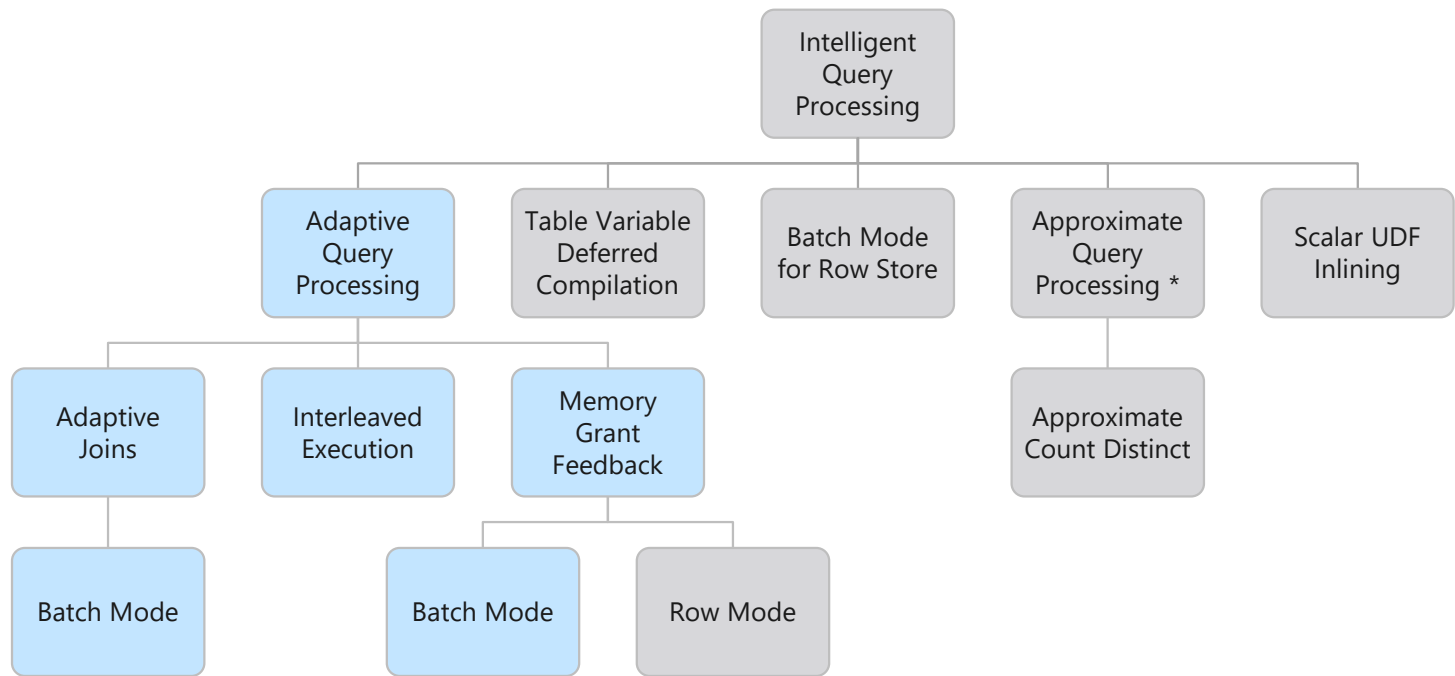 Intelligent
Query
Processing
Adaptive
Query
Processing
Table Variable
Deferred
Compilation
Batch Mode
for Row Store
Approximate
Query
Processing *
Scalar UDF
Inlining
Adaptive
Joins
Interleaved
Execution
Memory
Grant
Feedback
Approximate
Count Distinct
Batch Mode
Batch Mode
Row Mode